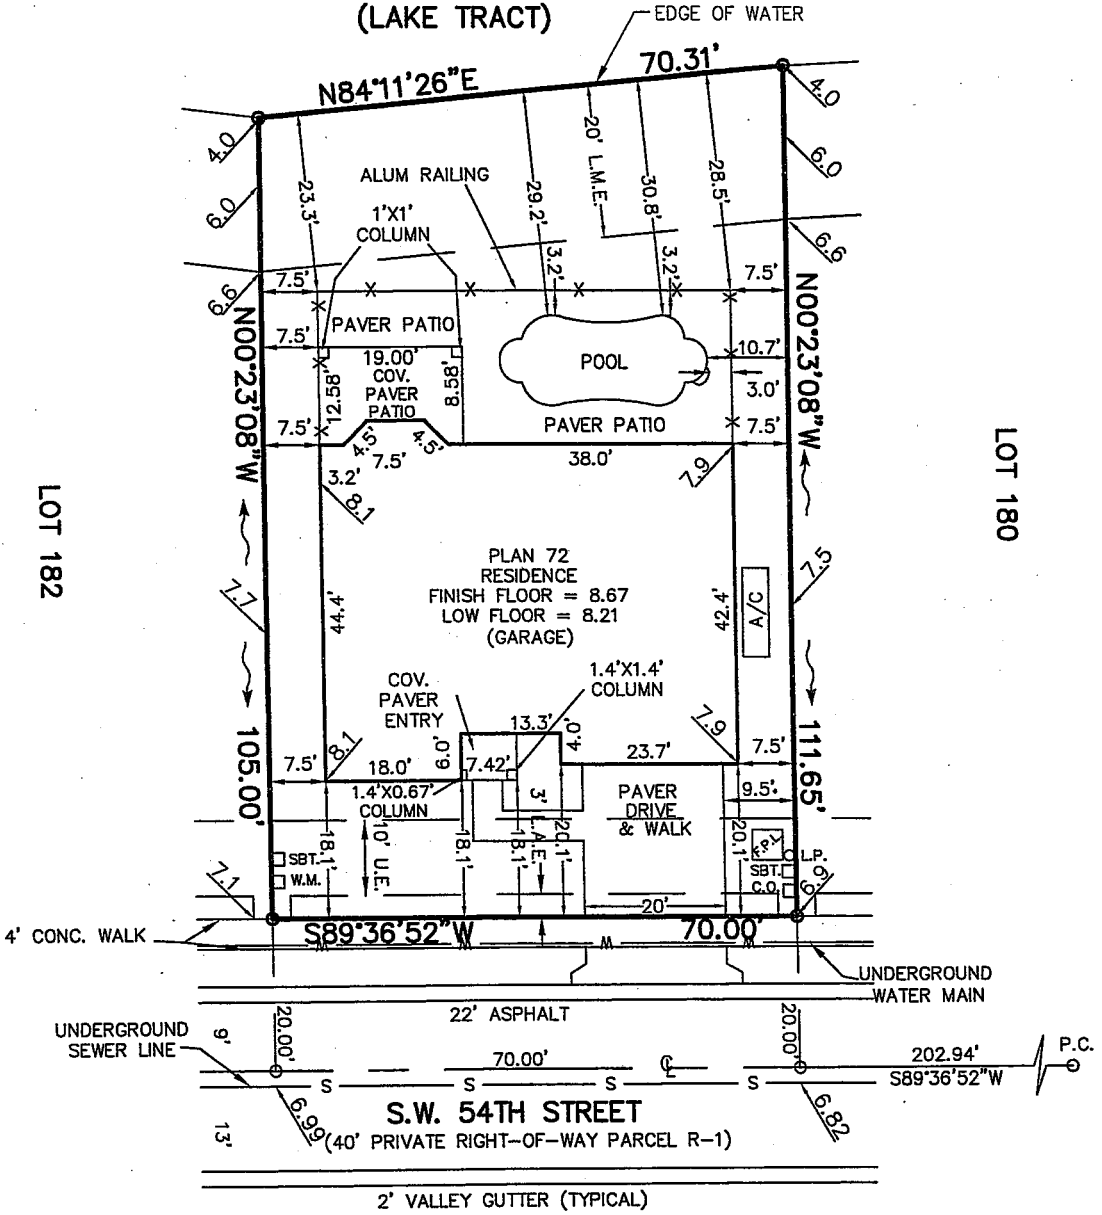 (LAKE TRACT)
EDGE OF WATER
N84°11'26"E
70.31'
4.0
4.0
6.0
6.0
23.3'
ALUM RAILING
29.2'
20' L.M.E.
30.8'
28.5'
1'X1'
COLUMN
3.2'
3.2'
6.6
6.6
7.5'
7.5'
N00°23'08"W
N00°23'08"W
7.5'
PAVER PATIO
19.00'
COV.
PAVER
PATIO
12.58'
8.58'
POOL
10.7'
3.0'
7.5'
4.5'
4.5'
7.5'
PAVER PATIO
7.5'
38.0'
7.9
3.2'
8.1
LOT 182
LOT 180
PLAN 72
RESIDENCE
FINISH FLOOR = 8.67
LOW FLOOR = 8.21
(GARAGE)
7.7
44.4'
42.4'
A/C
7.5
1.4'X1.4'
COLUMN
COV.
PAVER
ENTRY
13.3'
4.0'
6.0'
7.42'
7.9
8.1
105.00'
111.65'
7.5'
18.0'
23.7'
7.5'
1.4'X0.67'
COLUMN
3' L.A.E.
PAVER
DRIVE
& WALK
9.5'
18.1'
10' U.E.
18.1'
18.1'
20.1'
20.1'
F.P.L
L.P.
SBT.
W.M.
SBT.
C.O.
7.1
6.9
20'
4' CONC. WALK
S89°36'52"W
70.00'
W W W
UNDERGROUND
WATER MAIN
22' ASPHALT
UNDERGROUND
SEWER LINE
9'
20.00'
70.00'
CL
20.00'
202.94'
S89°36'52"W
P.C.
S S S S
6.99
6.82
S.W. 54TH STREET
(40' PRIVATE RIGHT-OF-WAY PARCEL R-1)
13'
2' VALLEY GUTTER (TYPICAL)